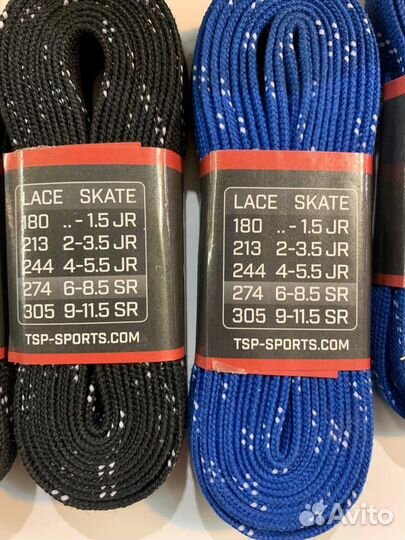 LACE SKATE
180 ..- 1.5 JR
213 2-3.5 JR
244 4-5.5 JR
274 6-8.5 SR
305 9-11.5 SR
TSP-SPORTS.COM
LACE SKATE
180 ..- 1.5 JR
213 2-3.5 JR
244 4-5.5 JR
274 6-8.5 SR
305 9-11.5 SR
TSP-SPORTS.COM
Avito